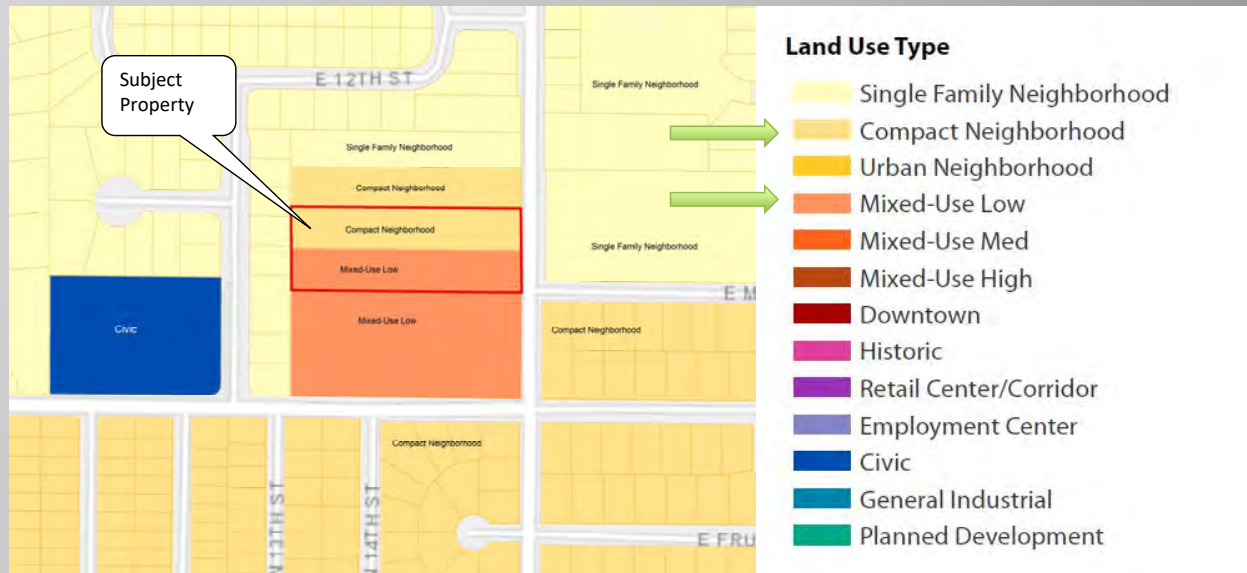 Subject
Property
E 12TH ST
Single Family Neighborhood
Single Family Neighborhood
Compact Neighborhood
Compact Neighborhood
Single Family Neighborhood
Mixed-Use Low
E M
Mixed-Use Low
Civic
Compact Neighborhood
Compact Neighborhood
N 13TH ST
N 14TH ST
E FRU
Land Use Type
Single Family Neighborhood
Compact Neighborhood
Urban Neighborhood
Mixed-Use Low
Mixed-Use Med
Mixed-Use High
Downtown
Historic
Retail Center/Corridor
Employment Center
Civic
General Industrial
Planned Development